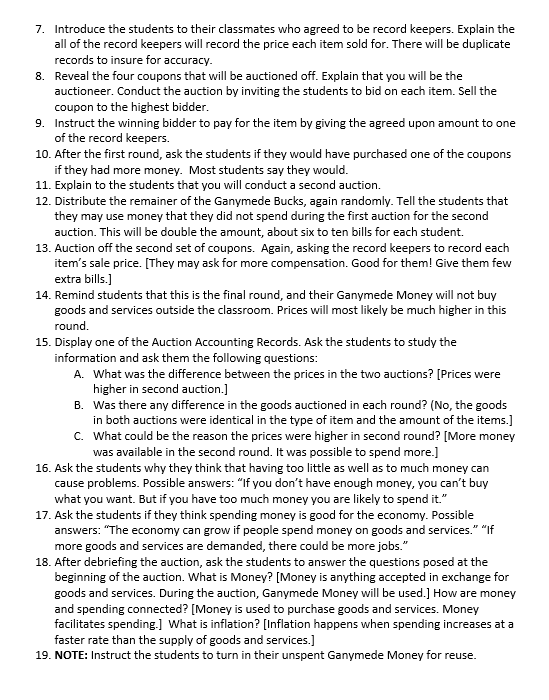 7. Introduce the students to their classmates who agreed to be record keepers. Explain the
all of the record keepers will record the price each item sold for. There will be duplicate
records to insure for accuracy.
8. Reveal the four coupons that will be auctioned off. Explain that you will be the
auctioneer. Conduct the auction by inviting the students to bid on each item. Sell the
coupon to the highest bidder.
9. Instruct the winning bidder to pay for the item by giving the agreed upon amount to one
of the record keepers.
10. After the first round, ask the students if they would have purchased one of the coupons
if they had more money. Most students say they would.
11. Explain to the students that you will conduct a second auction.
12. Distribute the remainer of the Ganymede Bucks, again randomly. Tell the students that
they may use money that they did not spend during the first auction for the second
auction. This will be double the amount, about six to ten bills for each student.
13. Auction off the second set of coupons. Again, asking the record keepers to record each
item's sale price. [They may ask for more compensation. Good for them! Give them few
extra bills.]
14. Remind students that this is the final round, and their Ganymede Money will not buy
goods and services outside the classroom. Prices will most likely be much higher in this
round.
15. Display one of the Auction Accounting Records. Ask the students to study the
information and ask them the following questions:
A. What was the difference between the prices in the two auctions? [Prices were
higher in second auction.]
B. Was there any difference in the goods auctioned in each round? (No, the goods
in both auctions were identical in the type of item and the amount of the items.]
C. What could be the reason the prices were higher in second round? [More money
was available in the second round. It was possible to spend more.]
16. Ask the students why they think that having too little as well as to much money can
cause problems. Possible answers: "If you don't have enough money, you can't buy
what you want. But if you have too much money you are likely to spend it."
17. Ask the students if they think spending money is good for the economy. Possible
answers: "The economy can grow if people spend money on goods and services." "If
more goods and services are demanded, there could be more jobs."
18. After debriefing the auction, ask the students to answer the questions posed at the
beginning of the auction. What is Money? [Money is anything accepted in exchange for
goods and services. During the auction, Ganymede Money will be used.] How are money
and spending connected? [Money is used to purchase goods and services. Money
facilitates spending.] What is inflation? [Inflation happens when spending increases at a
faster rate than the supply of goods and services.]
19. NOTE: Instruct the students to turn in their unspent Ganymede Money for reuse.